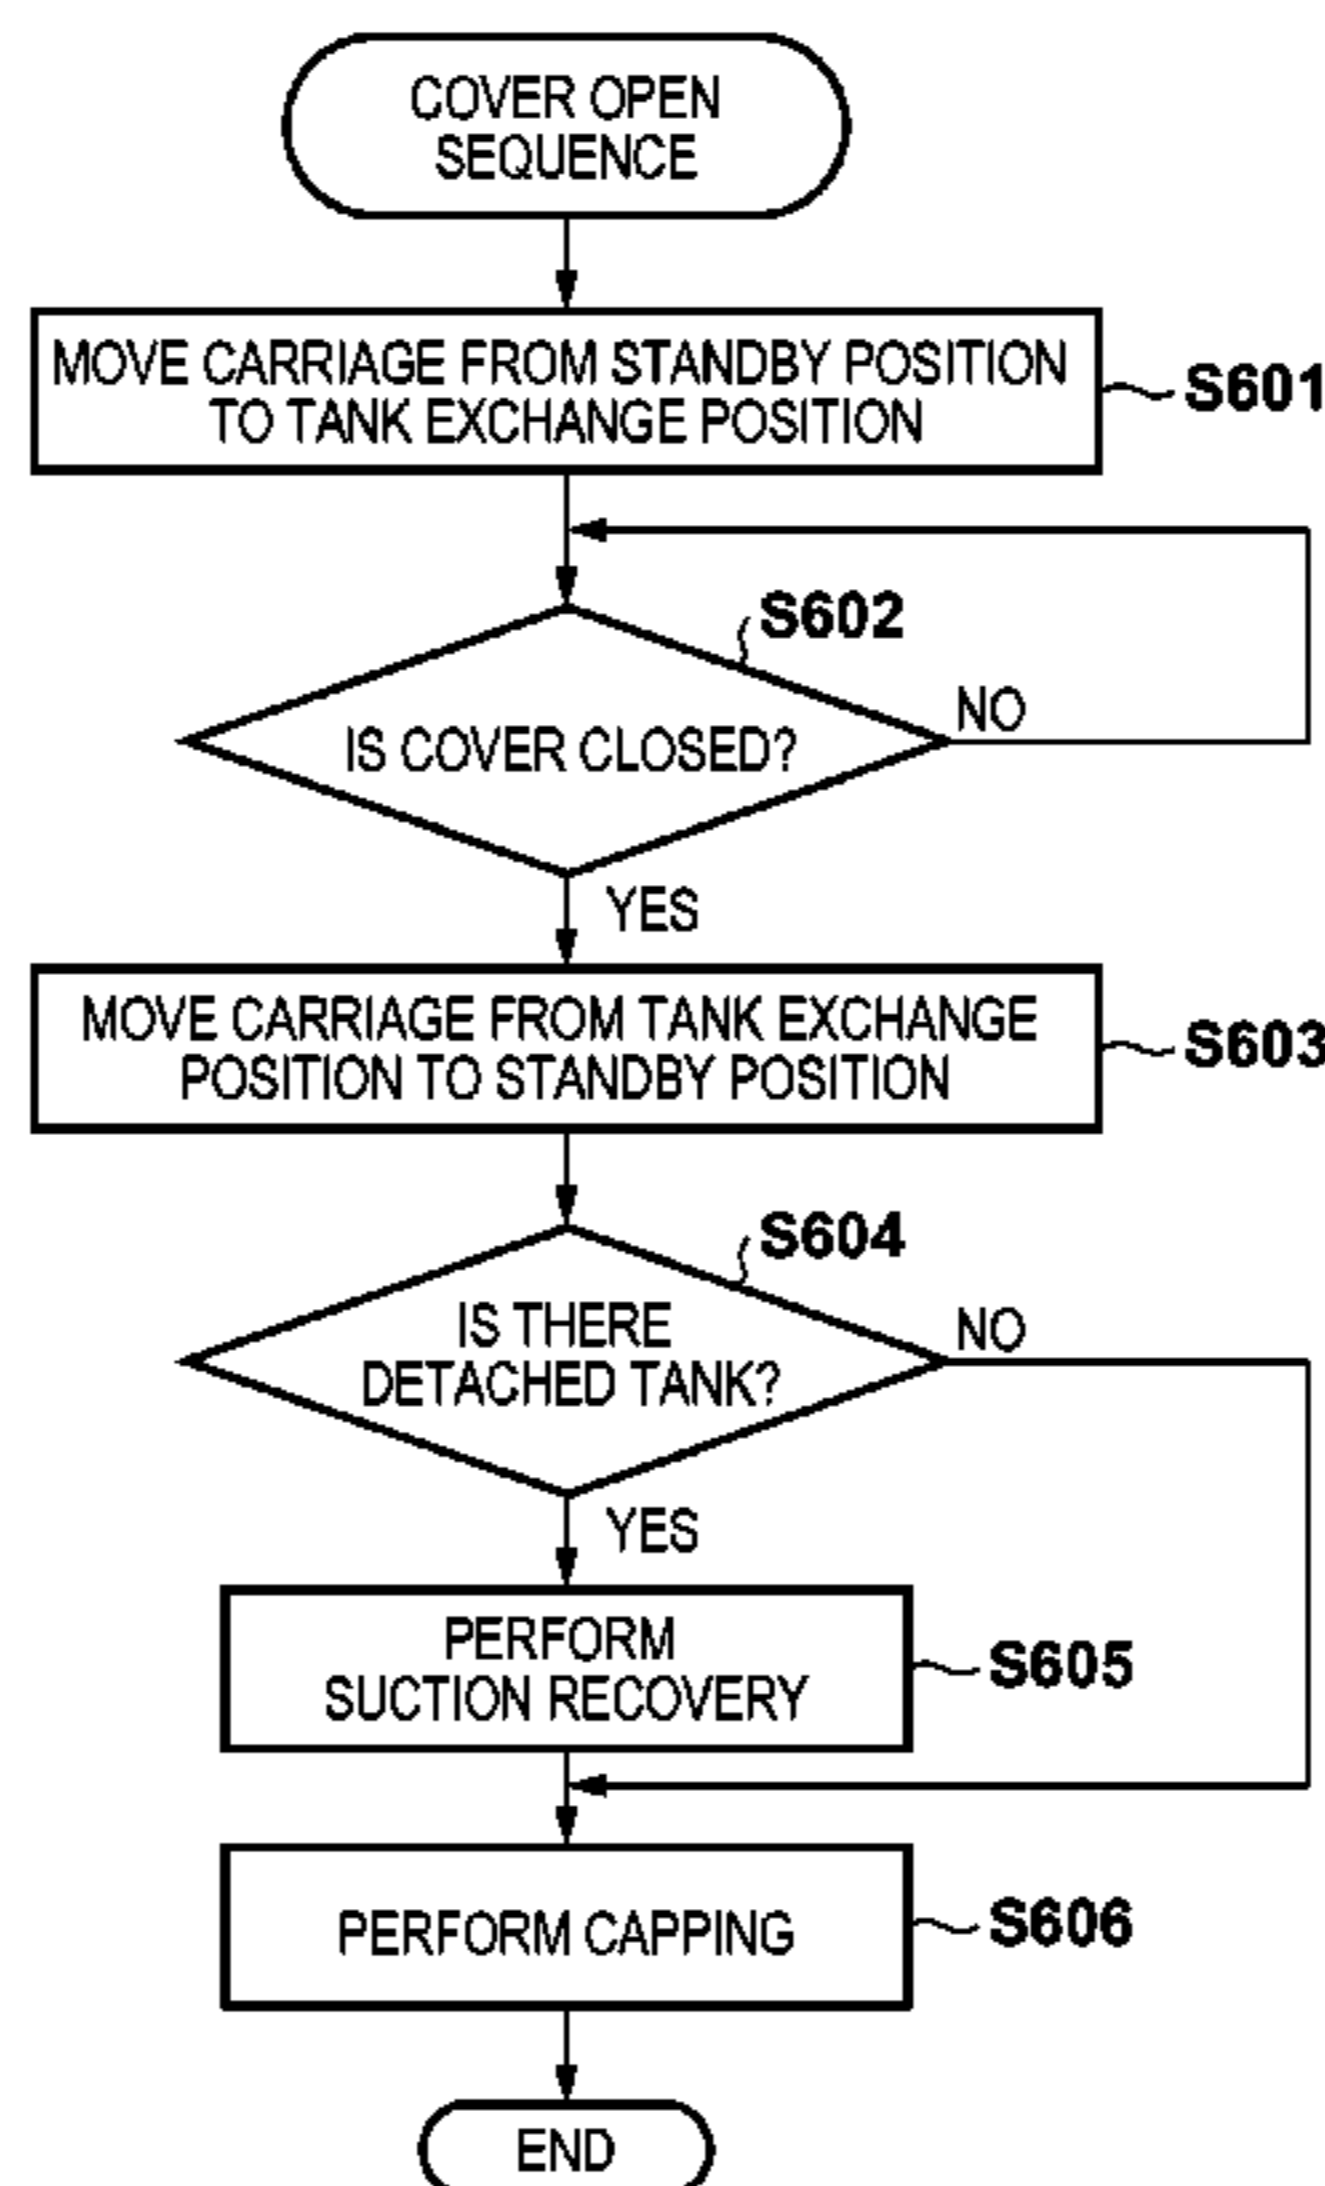 COVER OPEN
SEQUENCE
MOVE CARRIAGE FROM STANDBY POSITION
TO TANK EXCHANGE POSITION
S601
S602
IS COVER CLOSED?
NO
YES
MOVE CARRIAGE FROM TANK EXCHANGE
POSITION TO STANDBY POSITION
S603
S604
IS THERE
DETACHED TANK?
NO
YES
PERFORM
SUCTION RECOVERY
S605
PERFORM CAPPING
S606
END